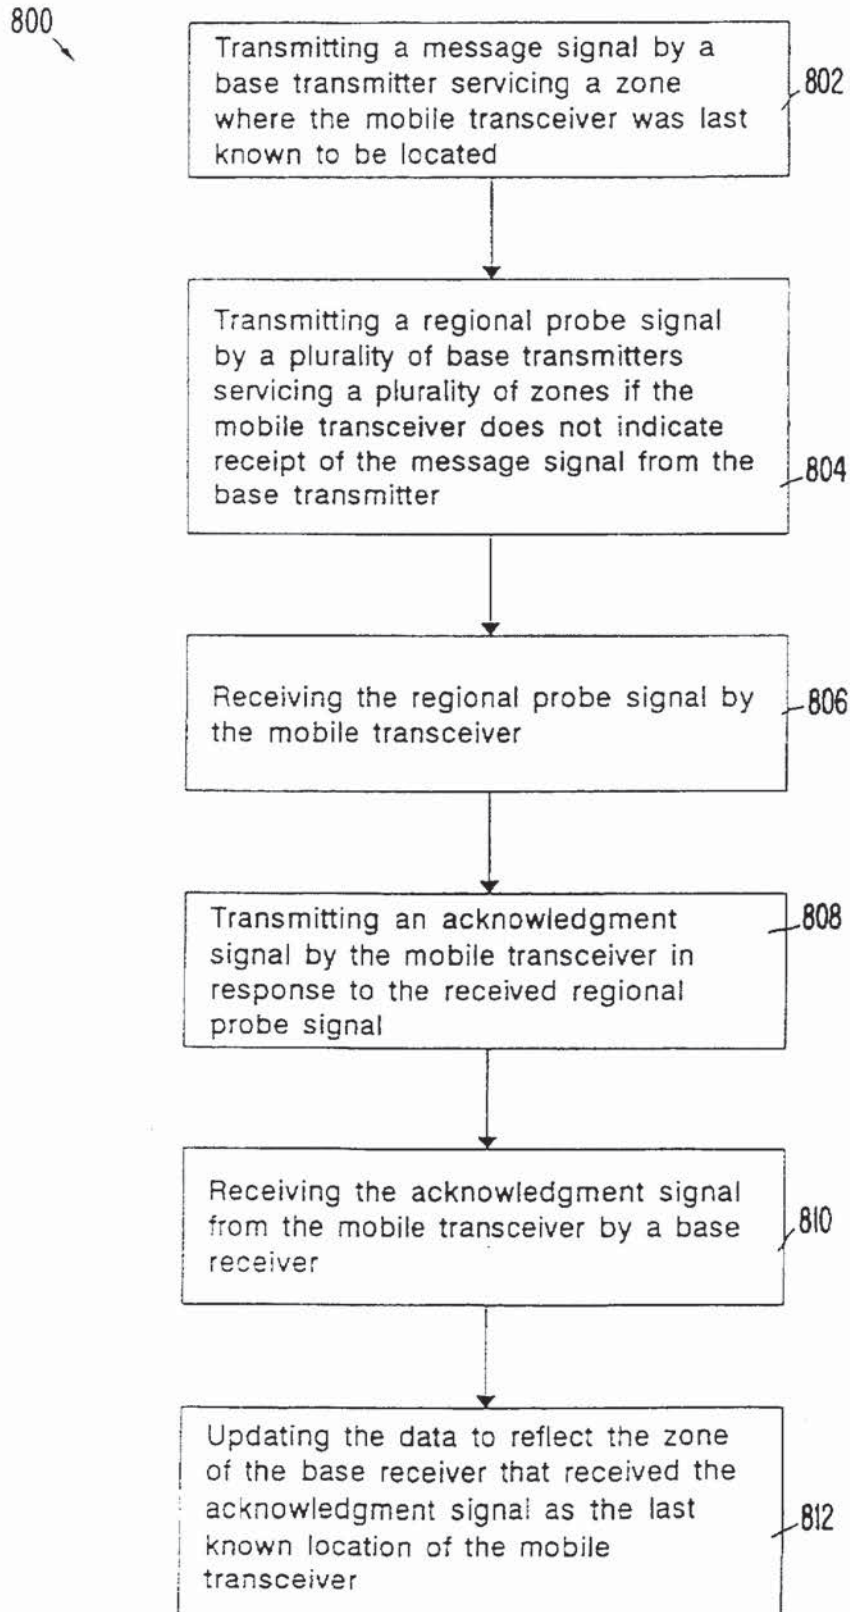 800
Transmitting a message signal by a
base transmitter servicing a zone
where the mobile transceiver was last
known to be located
802
Transmitting a regional probe signal
by a plurality of base transmitters
servicing a plurality of zones if the
mobile transceiver does not indicate
receipt of the message signal from the
base transmitter
804
Receiving the regional probe signal by
the mobile transceiver
806
Transmitting an acknowledgment
signal by the mobile transceiver in
response to the received regional
probe signal
808
Receiving the acknowledgment signal
from the mobile transceiver by a base
receiver
810
Updating the data to reflect the zone
of the base receiver that received the
acknowledgment signal as the last
known location of the mobile
transceiver
812